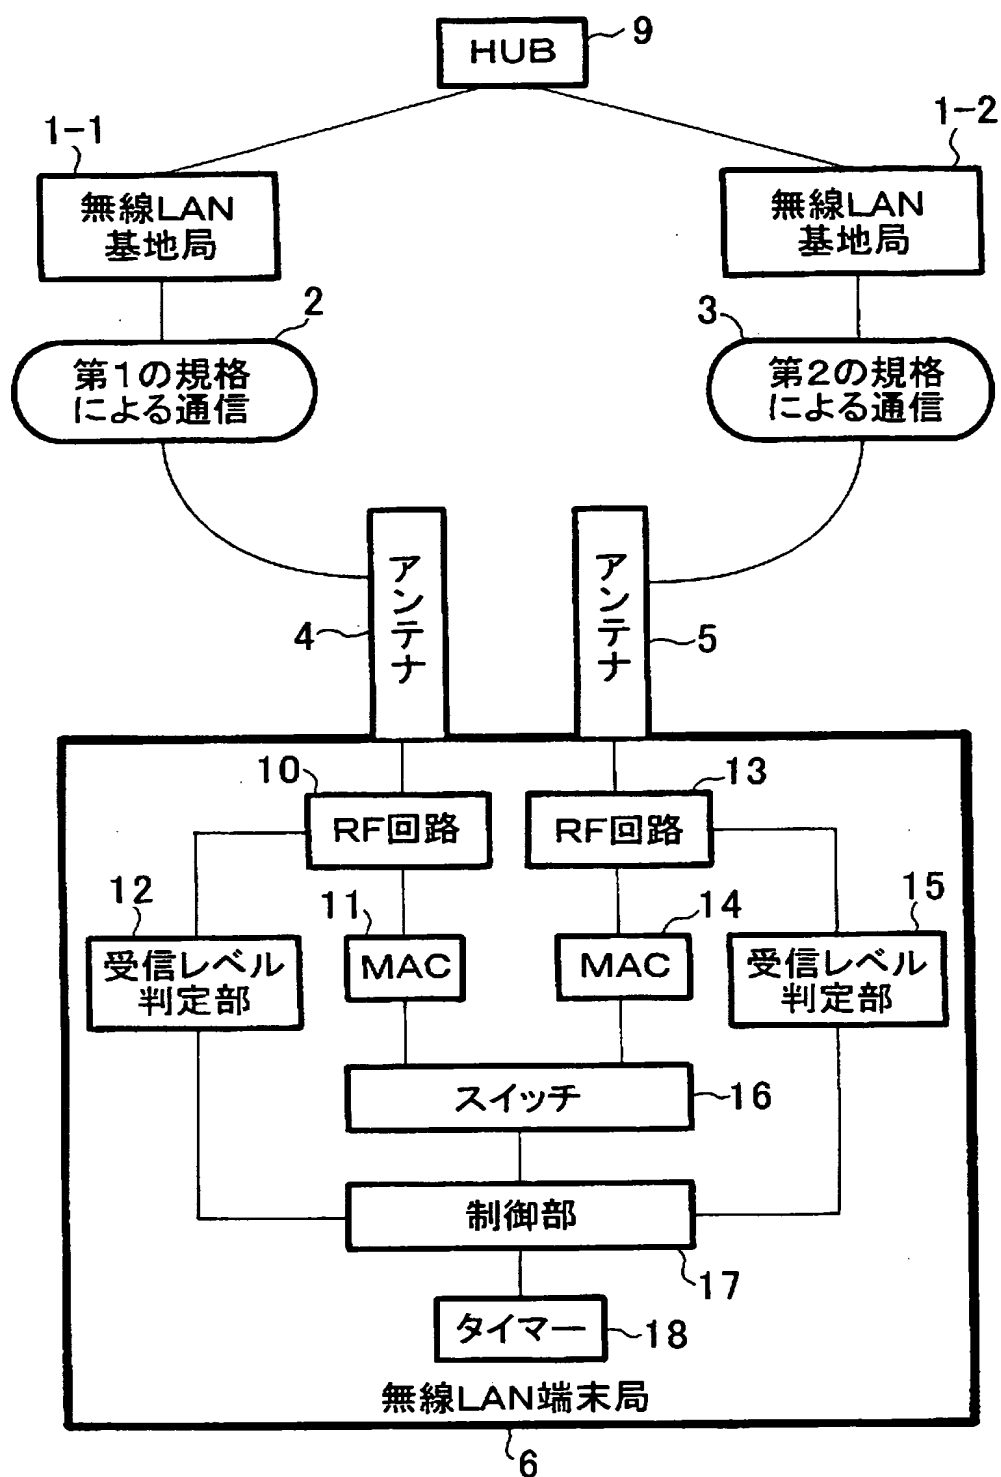 HUB
9
1-1
1-2
無線LAN
基地局
無線LAN
基地局
2
3
第1の規格
による通信
第2の規格
による通信
アンテナ
アンテナ
4
5
10
13
RF回路
RF回路
12
11
14
15
受信レベル
判定部
MAC
MAC
受信レベル
判定部
スイッチ
16
制御部
17
タイマー
18
無線LAN端末局
6